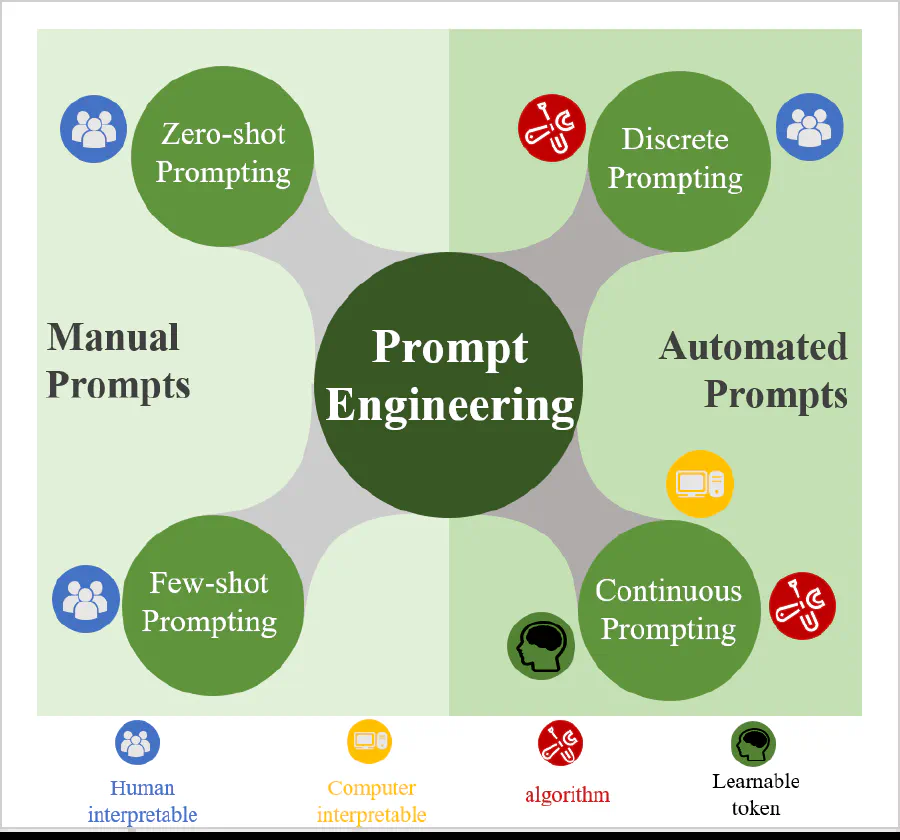 Zero-shot
Prompting
Discrete
Prompting
Manual
Prompts
Prompt
Engineering
Automated
Prompts
Few-shot
Prompting
Continuous
Prompting
Human
interpretable
Computer
interpretable
algorithm
Learnable
token